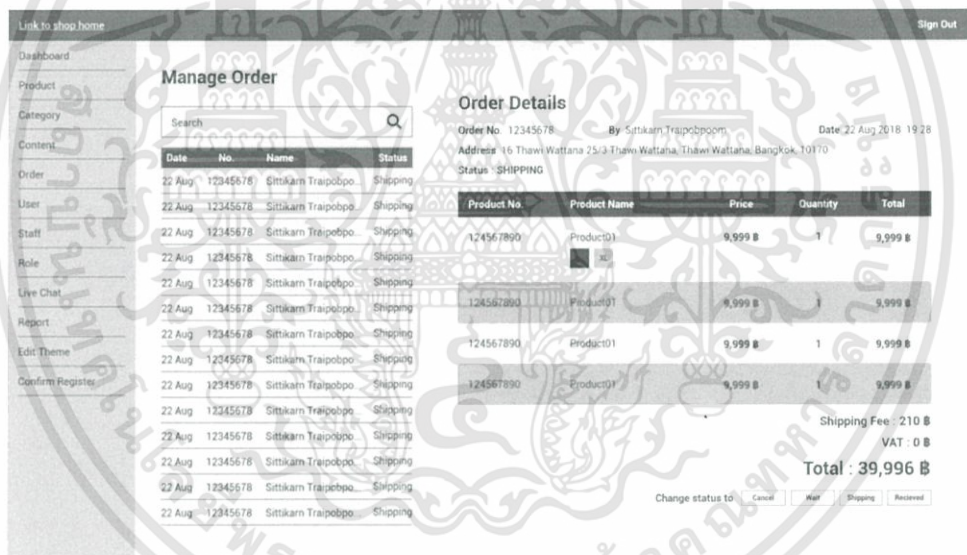 Link to shop home
Sign Out
Dashboard
Product
Category
Content
Order
User
Staff
Role
Live Chat
Report
Edit Theme
Confirm Register
Manage Order
Search
Date No. Name Status
22 Aug 12345678 Sittikarn Traipobpo... Shipping
22 Aug 12345678 Sittikarn Traipobpo... Shipping
22 Aug 12345678 Sittikarn Traipobpo... Shipping
22 Aug 12345678 Sittikarn Traipobpo... Shipping
22 Aug 12345678 Sittikarn Traipobpo... Shipping
22 Aug 12345678 Sittikarn Traipobpo... Shipping
22 Aug 12345678 Sittikarn Traipobpo... Shipping
22 Aug 12345678 Sittikarn Traipobpo... Shipping
22 Aug 12345678 Sittikarn Traipobpo... Shipping
22 Aug 12345678 Sittikarn Traipobpo... Shipping
22 Aug 12345678 Sittikarn Traipobpo... Shipping
22 Aug 12345678 Sittikarn Traipobpo... Shipping
22 Aug 12345678 Sittikarn Traipobpo... Shipping
22 Aug 12345678 Sittikarn Traipobpo... Shipping
Order Details
Order No. 12345678 By Sittikarn Traipobpoom Date 22 Aug 2018 19:28
Address 16 Thawi Wattana 25/3 Thawi Wattana, Thawi Wattana, Bangkok, 10170
Status : SHIPPING
Product No. Product Name Price Quantity Total
124567890 Product01 9,999 ฿ 1 9,999 ฿
XL
124567890 Product01 9,999 ฿ 1 9,999 ฿
124567890 Product01 9,999 ฿ 1 9,999 ฿
124567890 Product01 9,999 ฿ 1 9,999 ฿
Shipping Fee : 210 ฿
VAT : 0 ฿
Total : 39,996 ฿
Change status to Cancel Wait Shipping Recieved